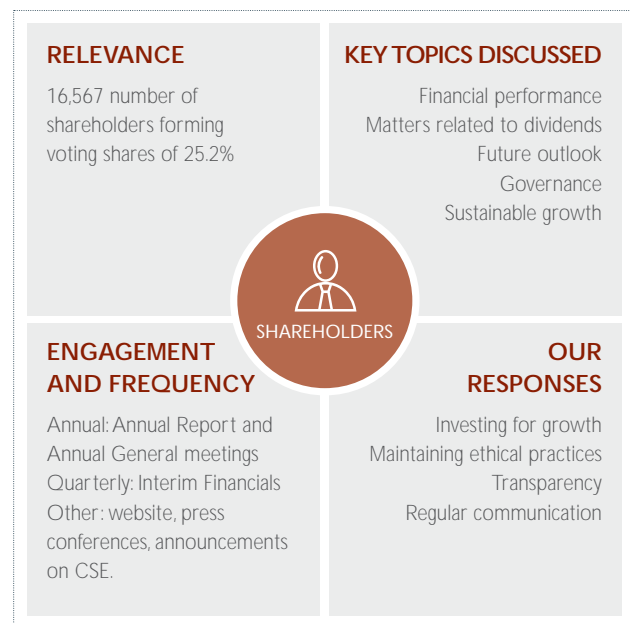 RELEVANCE
16,567 number of
shareholders forming
voting shares of 25.2%
KEY TOPICS DISCUSSED
Financial performance
Matters related to dividends
Future outlook
Governance
Sustainable growth
SHAREHOLDERS
ENGAGEMENT
AND FREQUENCY
Annual: Annual Report and
Annual General meetings
Quarterly: Interim Financials
Other: website, press
conferences, announcements
on CSE.
OUR
RESPONSES
Investing for growth
Maintaining ethical practices
Transparency
Regular communication